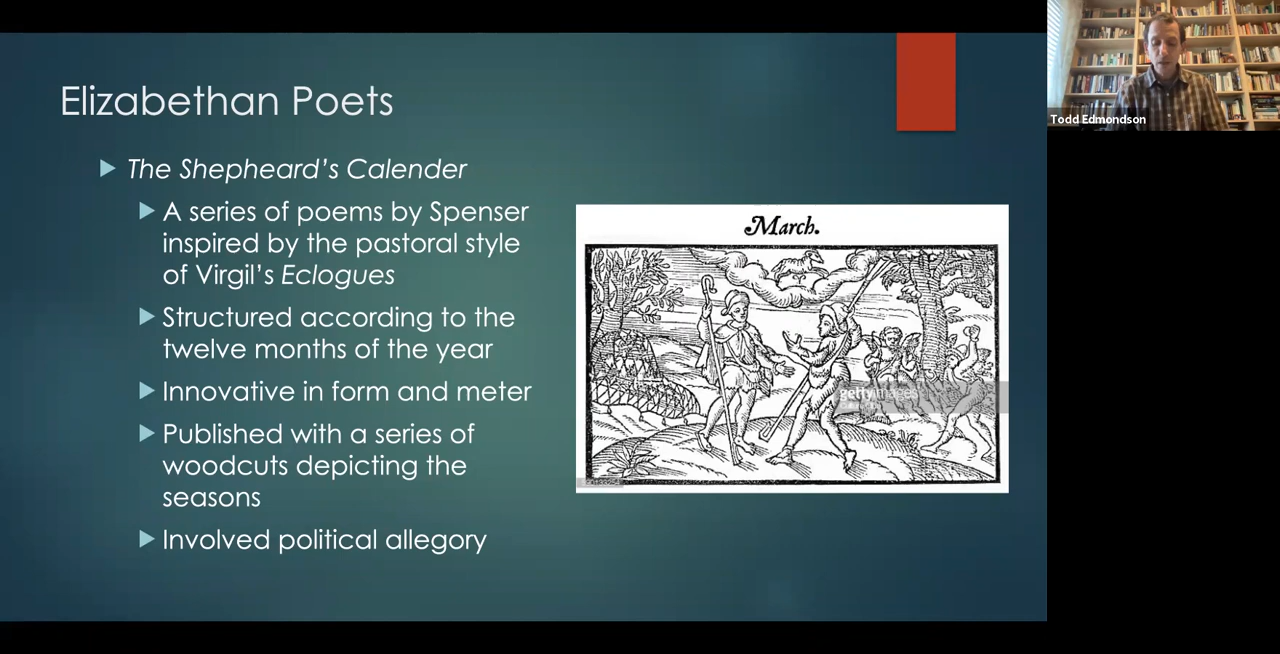 Elizabethan Poets
The Shepheard's Calender
A series of poems by Spenser
inspired by the pastoral style
of Virgil's Eclogues
Structured according to the
twelve months of the year
Innovative in form and meter
Published with a series of
woodcuts depicting the
seasons
Involved political allegory
March.
gettyimages
Todd Edmondson